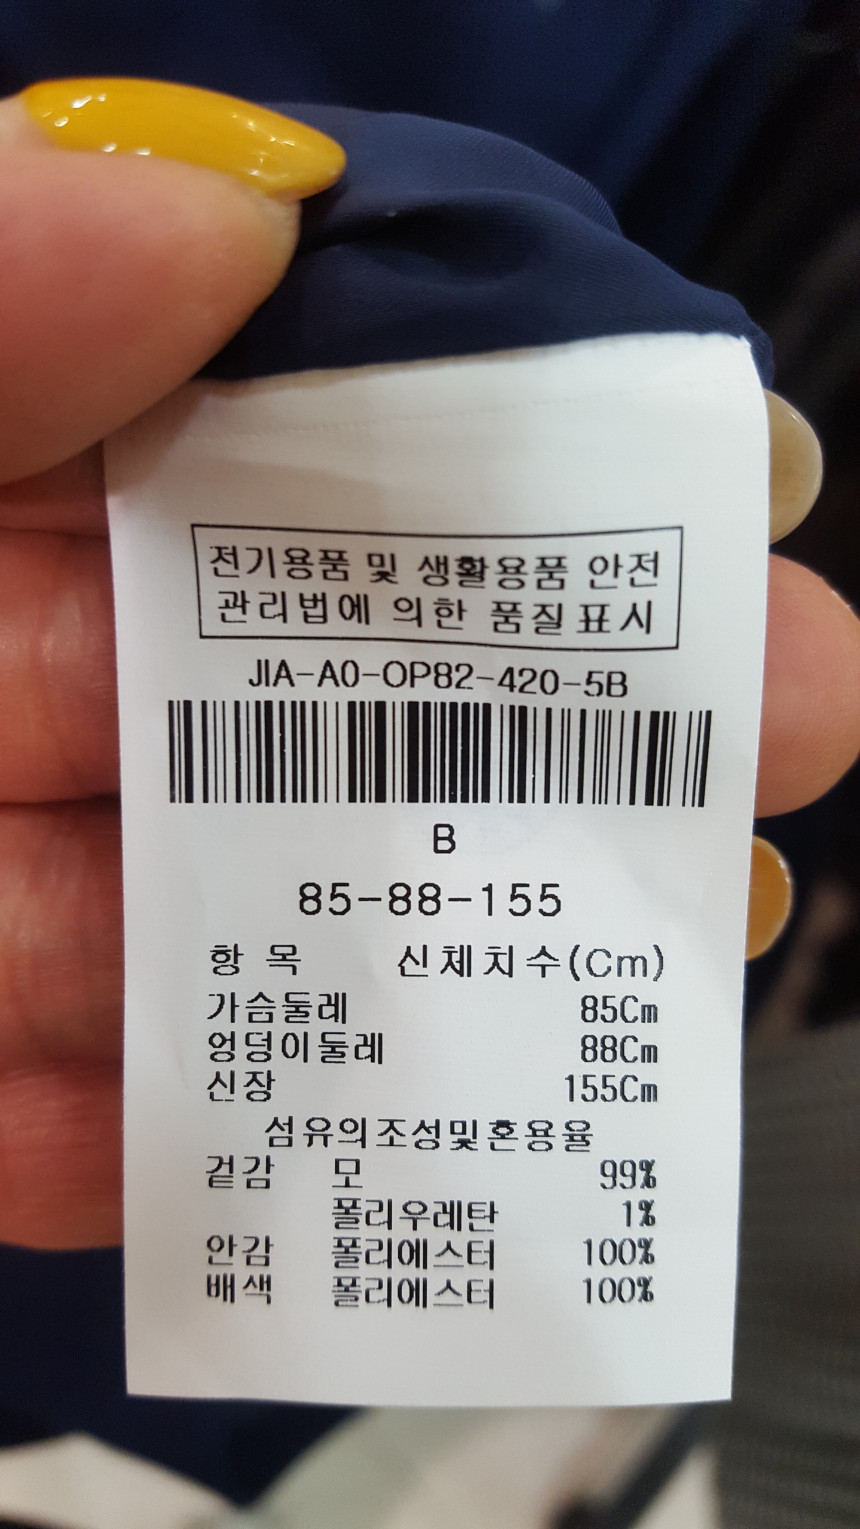 전기용품 및 생활용품 안전
관리법에 의한 품질표시
JIA-A0-OP82-420-5B
B
85-88-155
항 목 신체치수(Cm)
가슴둘레 85Cm
엉덩이둘레 88Cm
신장 155Cm
섬유의조성및혼용율
겉감 모 99%
폴리우레탄 1%
안감 폴리에스터 100%
배색 폴리에스터 100%